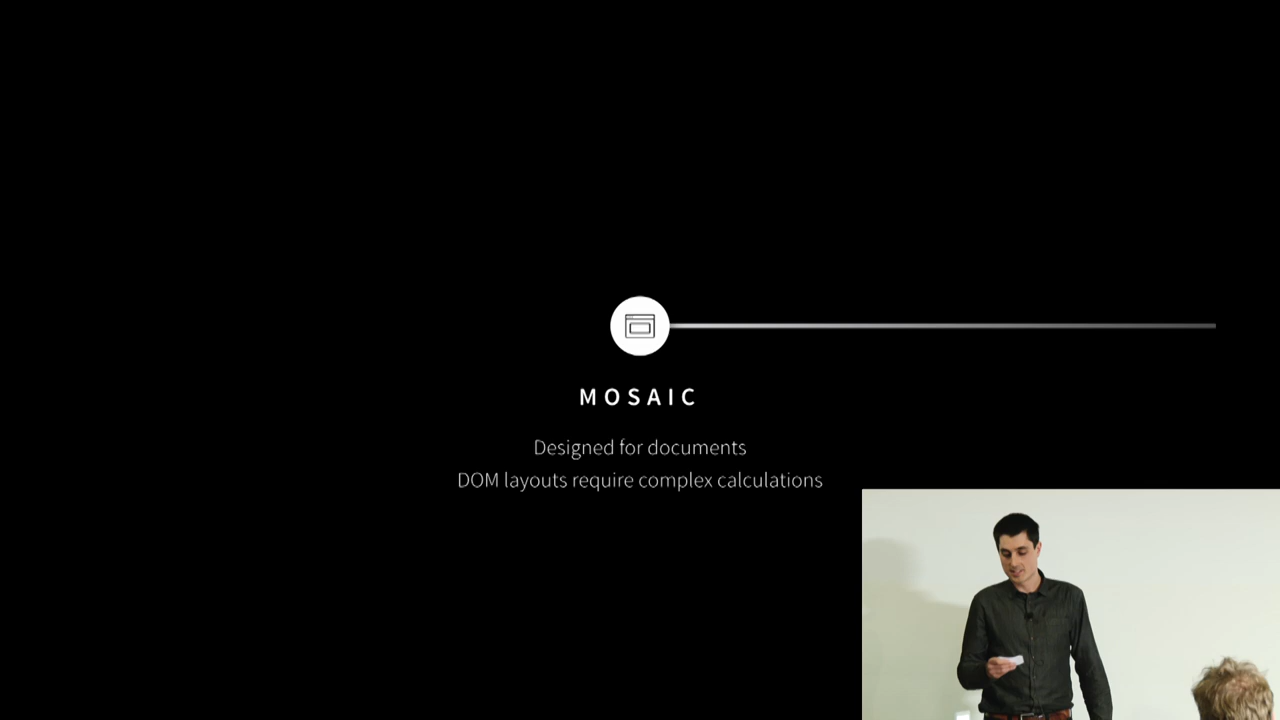 MOSAIC
Designed for documents
DOM layouts require complex calculations